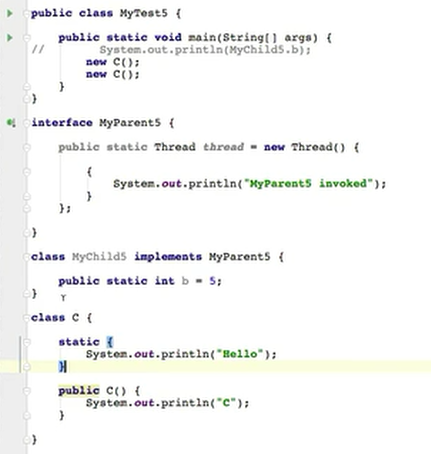 public class MyTest5 {
public static void main(String[] args) {
// System.out.println(MyChild5.b);
new C();
new C();
}
}
interface MyParent5 {
public static Thread thread = new Thread() {
{
System.out.println("MyParent5 invoked");
}
};
}
class MyChild5 implements MyParent5 {
public static int b = 5;
}
class C {
static {
System.out.println("Hello");
}
public C() {
System.out.println("C");
}
}